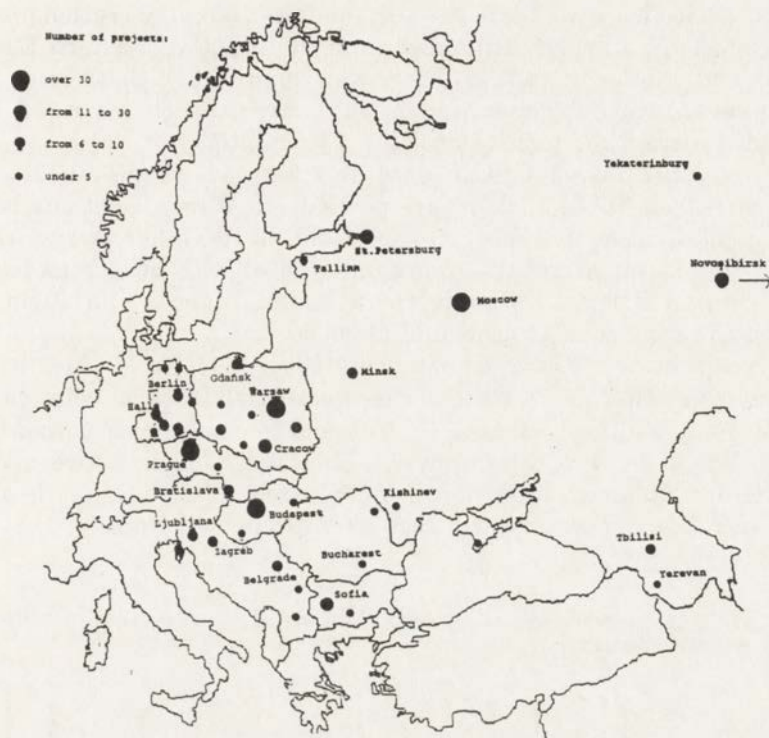 Number of projects:
over 30
from 11 to 30
from 6 to 10
under 5
Yekaterinburg
St.Petersburg
Tallinn
Novosibirsk
Moscow
Minsk
Gdańsk
Berlin
Warsaw
Halle
Cracow
Prague
Bratislava
Kishinev
Budapest
Ljubljana
Zagreb
Tbilisi
Bucharest
Yerevan
Belgrade
Sofia